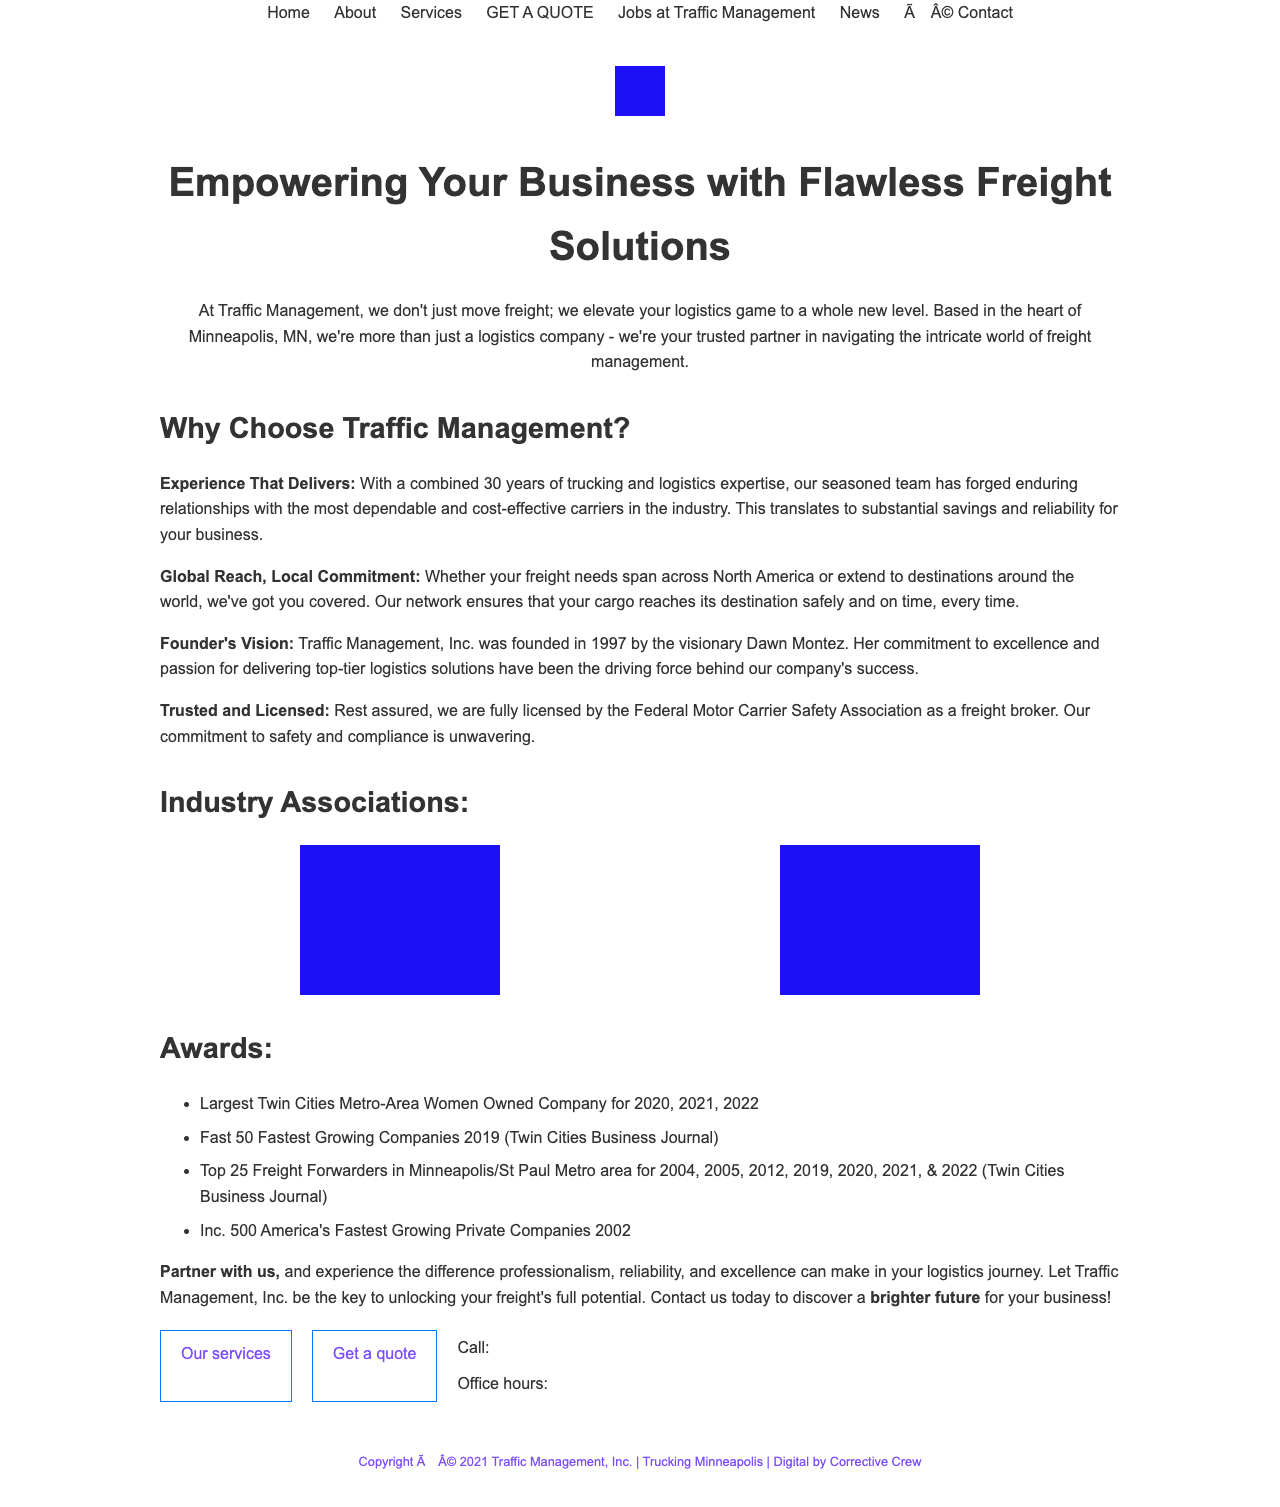 Home About Services GET A QUOTE Jobs at Traffic Management News Ã Â© Contact
Empowering Your Business with Flawless Freight
Solutions
At Traffic Management, we don't just move freight; we elevate your logistics game to a whole new level. Based in the heart of
Minneapolis, MN, we're more than just a logistics company - we're your trusted partner in navigating the intricate world of freight
management.
Why Choose Traffic Management?
Experience That Delivers: With a combined 30 years of trucking and logistics expertise, our seasoned team has forged enduring
relationships with the most dependable and cost-effective carriers in the industry. This translates to substantial savings and reliability for
your business.
Global Reach, Local Commitment: Whether your freight needs span across North America or extend to destinations around the
world, we've got you covered. Our network ensures that your cargo reaches its destination safely and on time, every time.
Founder's Vision: Traffic Management, Inc. was founded in 1997 by the visionary Dawn Montez. Her commitment to excellence and
passion for delivering top-tier logistics solutions have been the driving force behind our company's success.
Trusted and Licensed: Rest assured, we are fully licensed by the Federal Motor Carrier Safety Association as a freight broker. Our
commitment to safety and compliance is unwavering.
Industry Associations:
Awards:
• Largest Twin Cities Metro-Area Women Owned Company for 2020, 2021, 2022
• Fast 50 Fastest Growing Companies 2019 (Twin Cities Business Journal)
• Top 25 Freight Forwarders in Minneapolis/St Paul Metro area for 2004, 2005, 2012, 2019, 2020, 2021, & 2022 (Twin Cities
Business Journal)
• Inc. 500 America's Fastest Growing Private Companies 2002
Partner with us, and experience the difference professionalism, reliability, and excellence can make in your logistics journey. Let Traffic
Management, Inc. be the key to unlocking your freight's full potential. Contact us today to discover a brighter future for your business!
Our services Get a quote Call:
Office hours:
Copyright Ã Â© 2021 Traffic Management, Inc. | Trucking Minneapolis | Digital by Corrective Crew